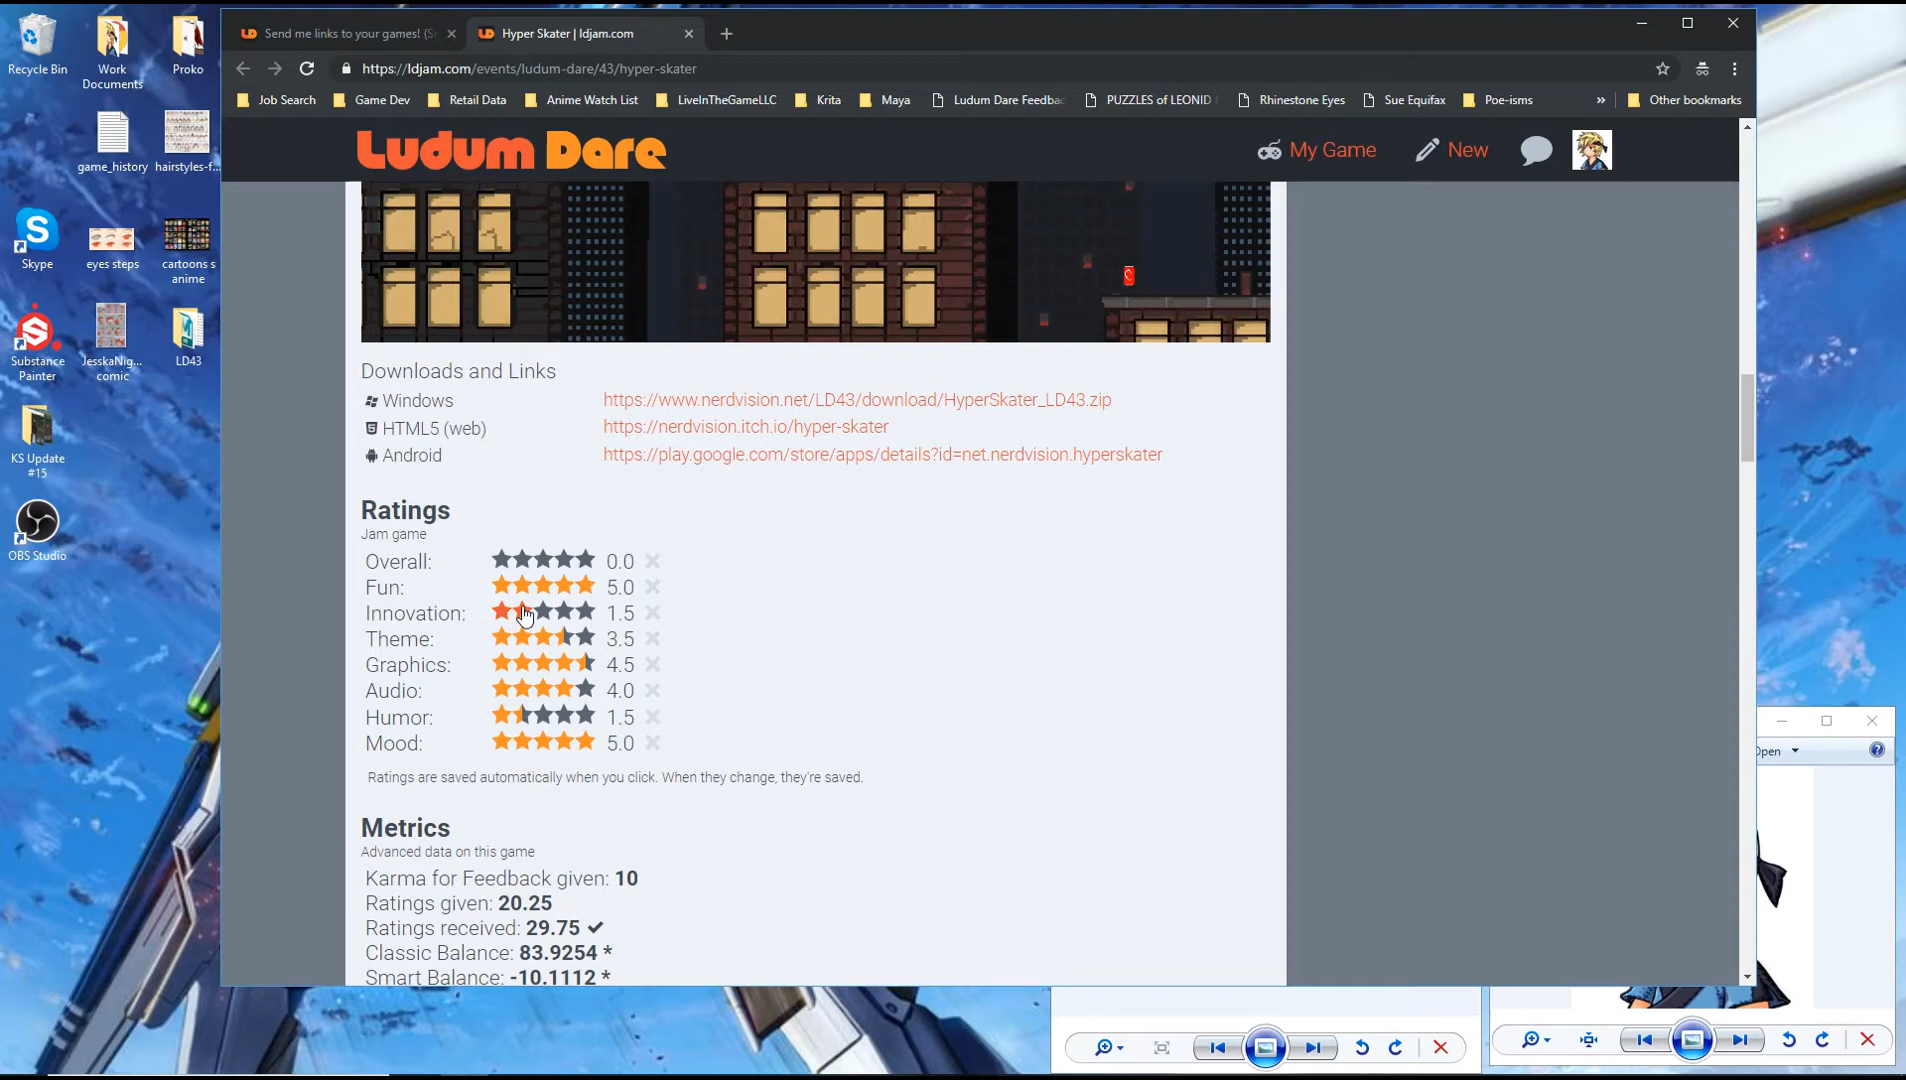 Send me links to your games! (S
Hyper Skater | ldjam.com
https://ldjam.com/events/ludum-dare/43/hyper-skater
Job Search
Game Dev
Retail Data
Anime Watch List
LiveInTheGameLLC
Krita
Maya
Ludum Dare Feedba
PUZZLES of LEONID
Rhinestone Eyes
Sue Equifax
Poe-isms
»
Other bookmarks
Ludum Dare
My Game
New
Recycle Bin
Work Documents
Proko
game_history
hairstyles-f...
Skype
eyes steps
cartoons s anime
Substance Painter
JesskaNig... comic
LD43
KS Update #15
OBS Studio
Downloads and Links
Windows https://www.nerdvision.net/LD43/download/HyperSkater_LD43.zip
HTML5 (web) https://nerdvision.itch.io/hyper-skater
Android https://play.google.com/store/apps/details?id=net.nerdvision.hyperskater
Ratings
Jam game
Overall: 0.0
Fun: 5.0
Innovation: 1.5
Theme: 3.5
Graphics: 4.5
Audio: 4.0
Humor: 1.5
Mood: 5.0
Ratings are saved automatically when you click. When they change, they're saved.
Metrics
Advanced data on this game
Karma for Feedback given: 10
Ratings given: 20.25
Ratings received: 29.75 ✓
Classic Balance: 83.9254 *
Smart Balance: -10.1112 *
Open